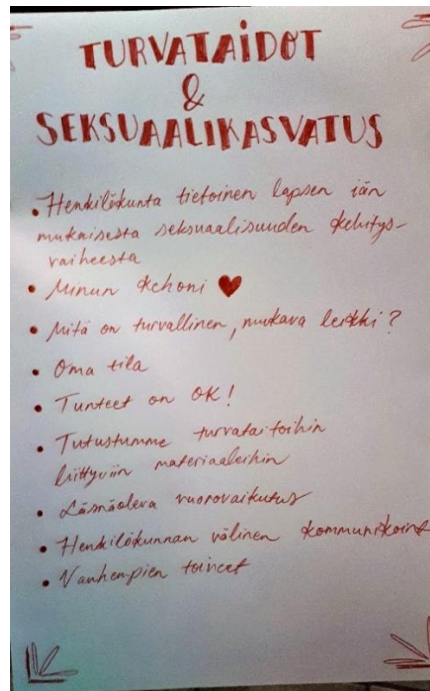 TURVATAIDOT
&
SEKSUAALIKASVATUS
• Henkilökunta tietoinen lapsen iän
mukaisesta seksuaalisuuden kehitys-
vaiheesta
• Minun kehoni ♥
• Mitä on turvallinen, mukava leikki?
• Oma tila
• Tunteet on OK!
• Tutustumme turvataitoihin
liittyviin materiaaleihin
• Läsnäoleva vuorovaikutus
• Henkilökunnan välinen kommunikoint
• Vanhempien toiveet